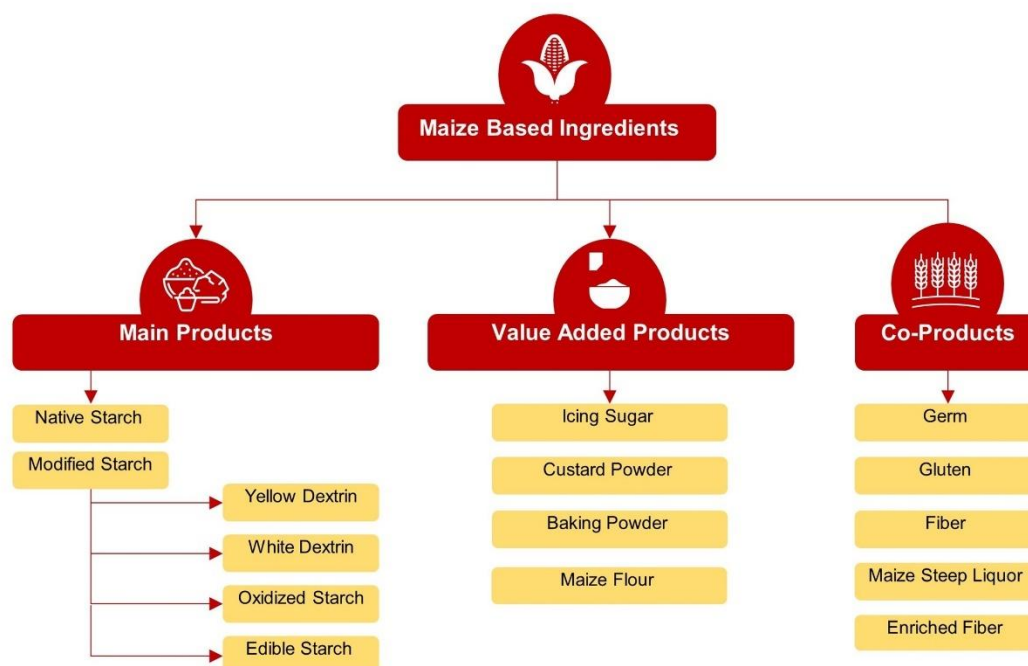 Maize Based Ingredients
Main Products
Value Added Products
Co-Products
Native Starch
Modified Starch
Yellow Dextrin
White Dextrin
Oxidized Starch
Edible Starch
Icing Sugar
Custard Powder
Baking Powder
Maize Flour
Germ
Gluten
Fiber
Maize Steep Liquor
Enriched Fiber